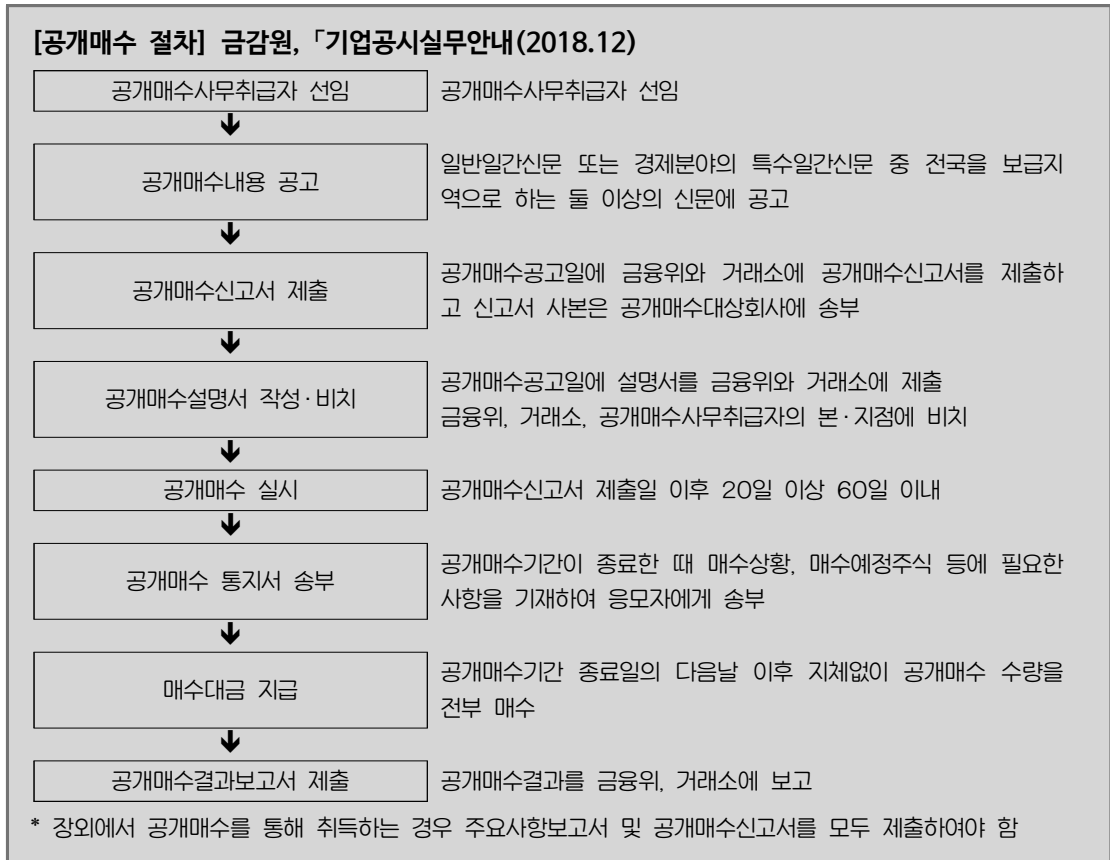 [공개매수 절차] 금감원, 「기업공시실무안내(2018.12)
공개매수사무취급자 선임
공개매수사무취급자 선임
공개매수내용 공고
일반일간신문 또는 경제분야의 특수일간신문 중 전국을 보급지
역으로 하는 둘 이상의 신문에 공고
공개매수신고서 제출
공개매수공고일에 금융위와 거래소에 공개매수신고서를 제출하
고 신고서 사본은 공개매수대상회사에 송부
공개매수설명서 작성·비치
공개매수공고일에 설명서를 금융위와 거래소에 제출
금융위, 거래소, 공개매수사무취급자의 본·지점에 비치
공개매수 실시
공개매수신고서 제출일 이후 20일 이상 60일 이내
공개매수 통지서 송부
공개매수기간이 종료한 때 매수상황, 매수예정주식 등에 필요한
사항을 기재하여 응모자에게 송부
매수대금 지급
공개매수기간 종료일의 다음날 이후 지체없이 공개매수 수량을
전부 매수
공개매수결과보고서 제출
공개매수결과를 금융위, 거래소에 보고
* 장외에서 공개매수를 통해 취득하는 경우 주요사항보고서 및 공개매수신고서를 모두 제출하여야 함